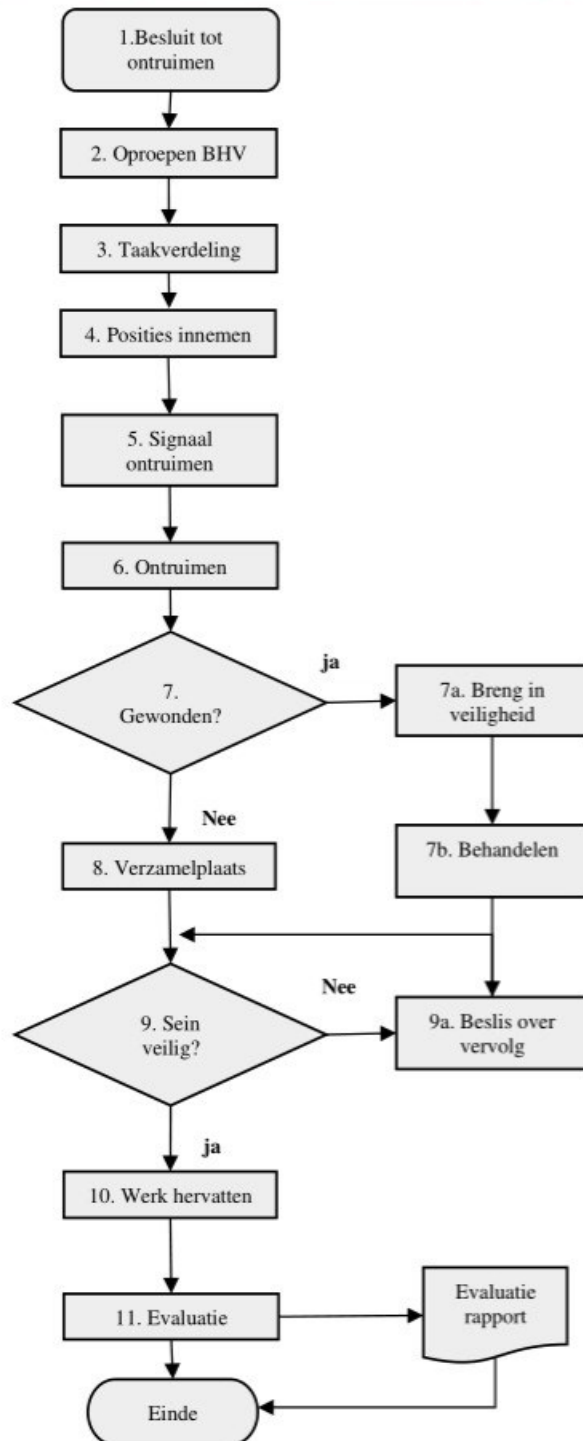 1.Besluit tot
ontruimen
2. Oproepen BHV
3. Taakverdeling
4. Posities innemen
5. Signaal
ontruimen
6. Ontruimen
7.
Gewonden?
ja
7a. Breng in
veiligheid
Nee
7b. Behandelen
8. Verzamelplaats
9. Sein
veilig?
Nee
9a. Beslis over
vervolg
ja
10. Werk hervatten
11. Evaluatie
Evaluatie
rapport
Einde